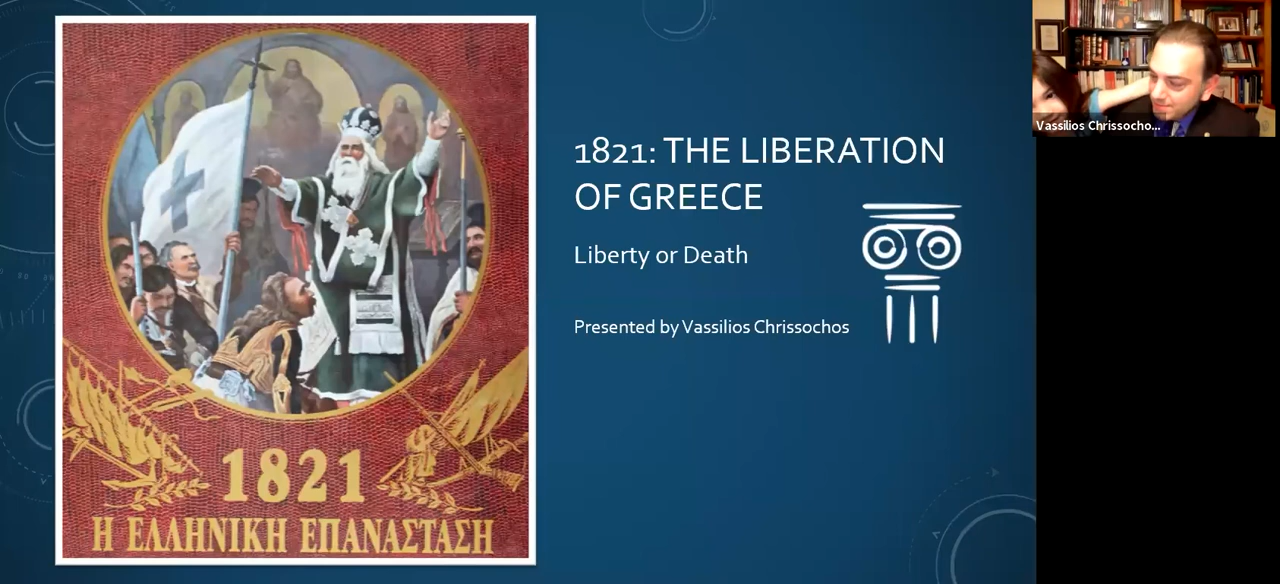 1821
Η ΕΛΛΗΝΙΚΗ ΕΠΑΝΑΣΤΑΣΗ
1821: THE LIBERATION
OF GREECE
Liberty or Death
Presented by Vassilios Chrissochos
Vassilios Chrissocho...